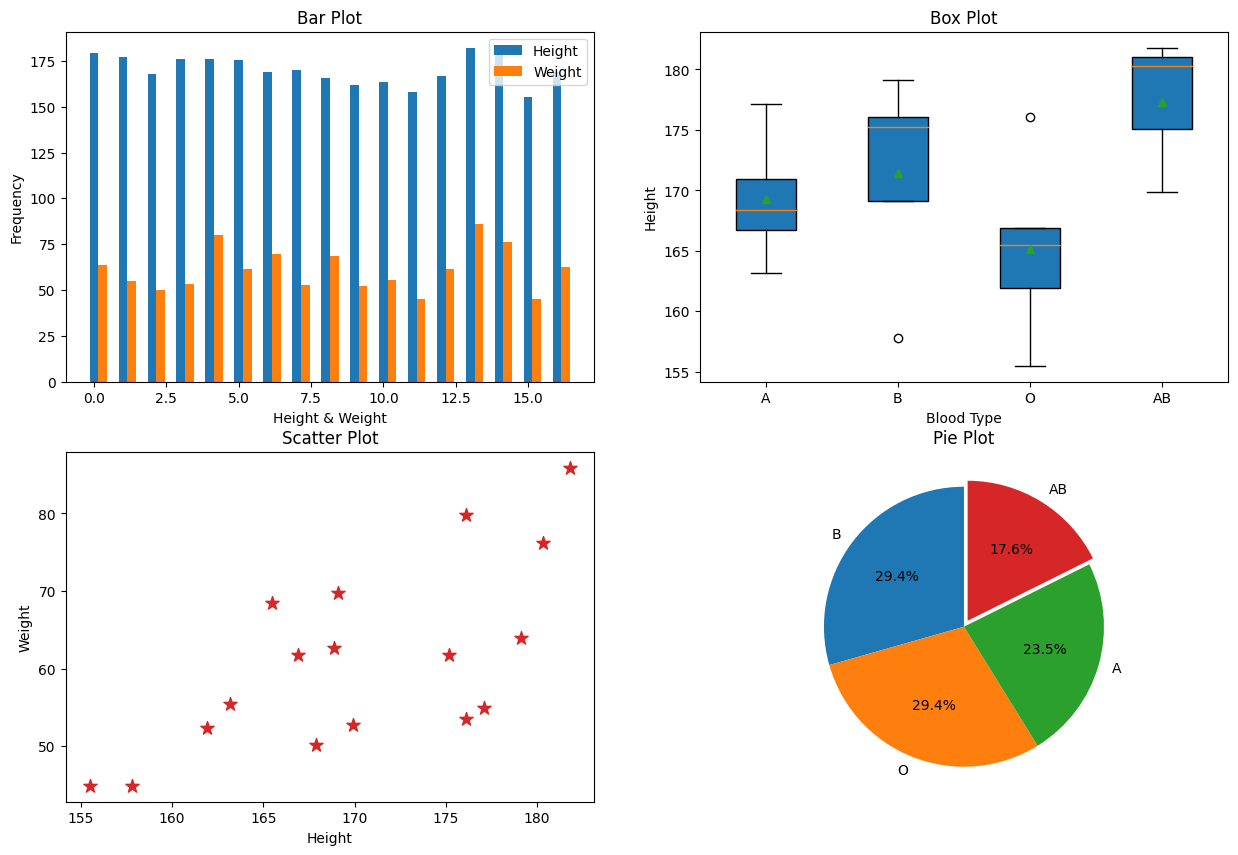 Bar Plot
Height
Weight
175
150
125
100
75
50
25
0
Frequency
0.0 2.5 5.0 7.5 10.0 12.5 15.0
Height & Weight
Box Plot
180
175
170
165
160
155
Height
A B O AB
Blood Type
Scatter Plot
80
70
60
50
Weight
155 160 165 170 175 180
Height
Pie Plot
AB
B
17.6%
29.4%
23.5%
A
29.4%
O